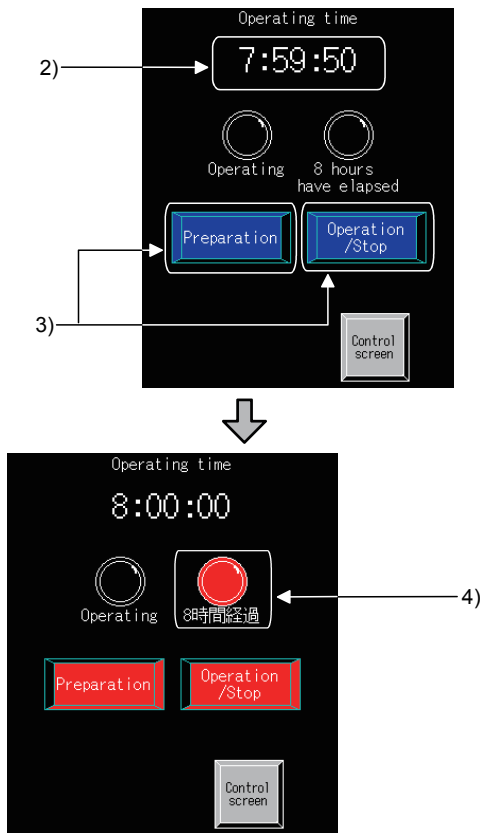 Operating time
2)
7:59:50
Operating
8 hours
have elapsed
Preparation
Operation
/Stop
3)
Control
screen
Operating time
8:00:00
Operating
8時間経過
4)
Preparation
Operation
/Stop
Control
screen